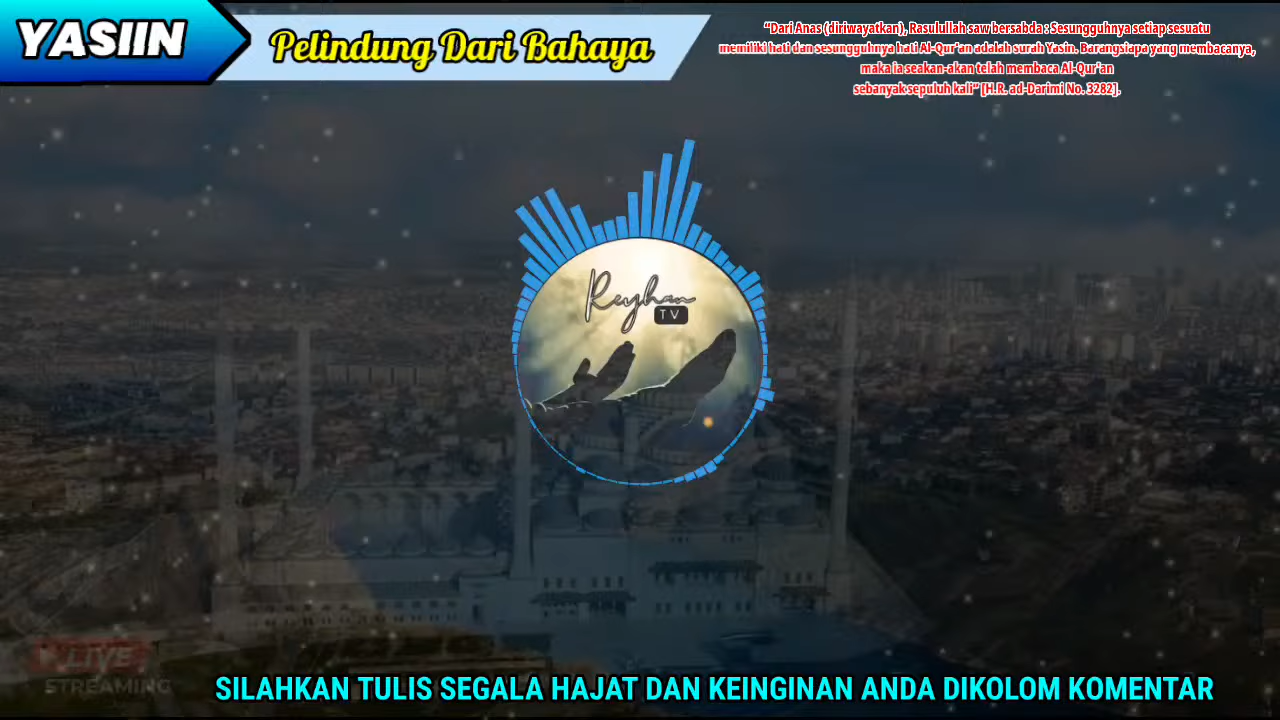 YASIIN
Pelindung Dari Bahaya
“Dari Anas (diriwayatkan), Rasulullah saw bersabda : Sesungguhnya setiap sesuatu
memiliki hati dan sesungguhnya hati Al-Qur'an adalah surah Yasin. Barangsiapa yang membacanya,
maka ia seakan-akan telah membaca Al-Qur'an
sebanyak sepuluh kali” [H.R. ad-Darimi No. 3282].
Reyhan
TV
LIVE
STREAMING
SILAHKAN TULIS SEGALA HAJAT DAN KEINGINAN ANDA DIKOLOM KOMENTAR